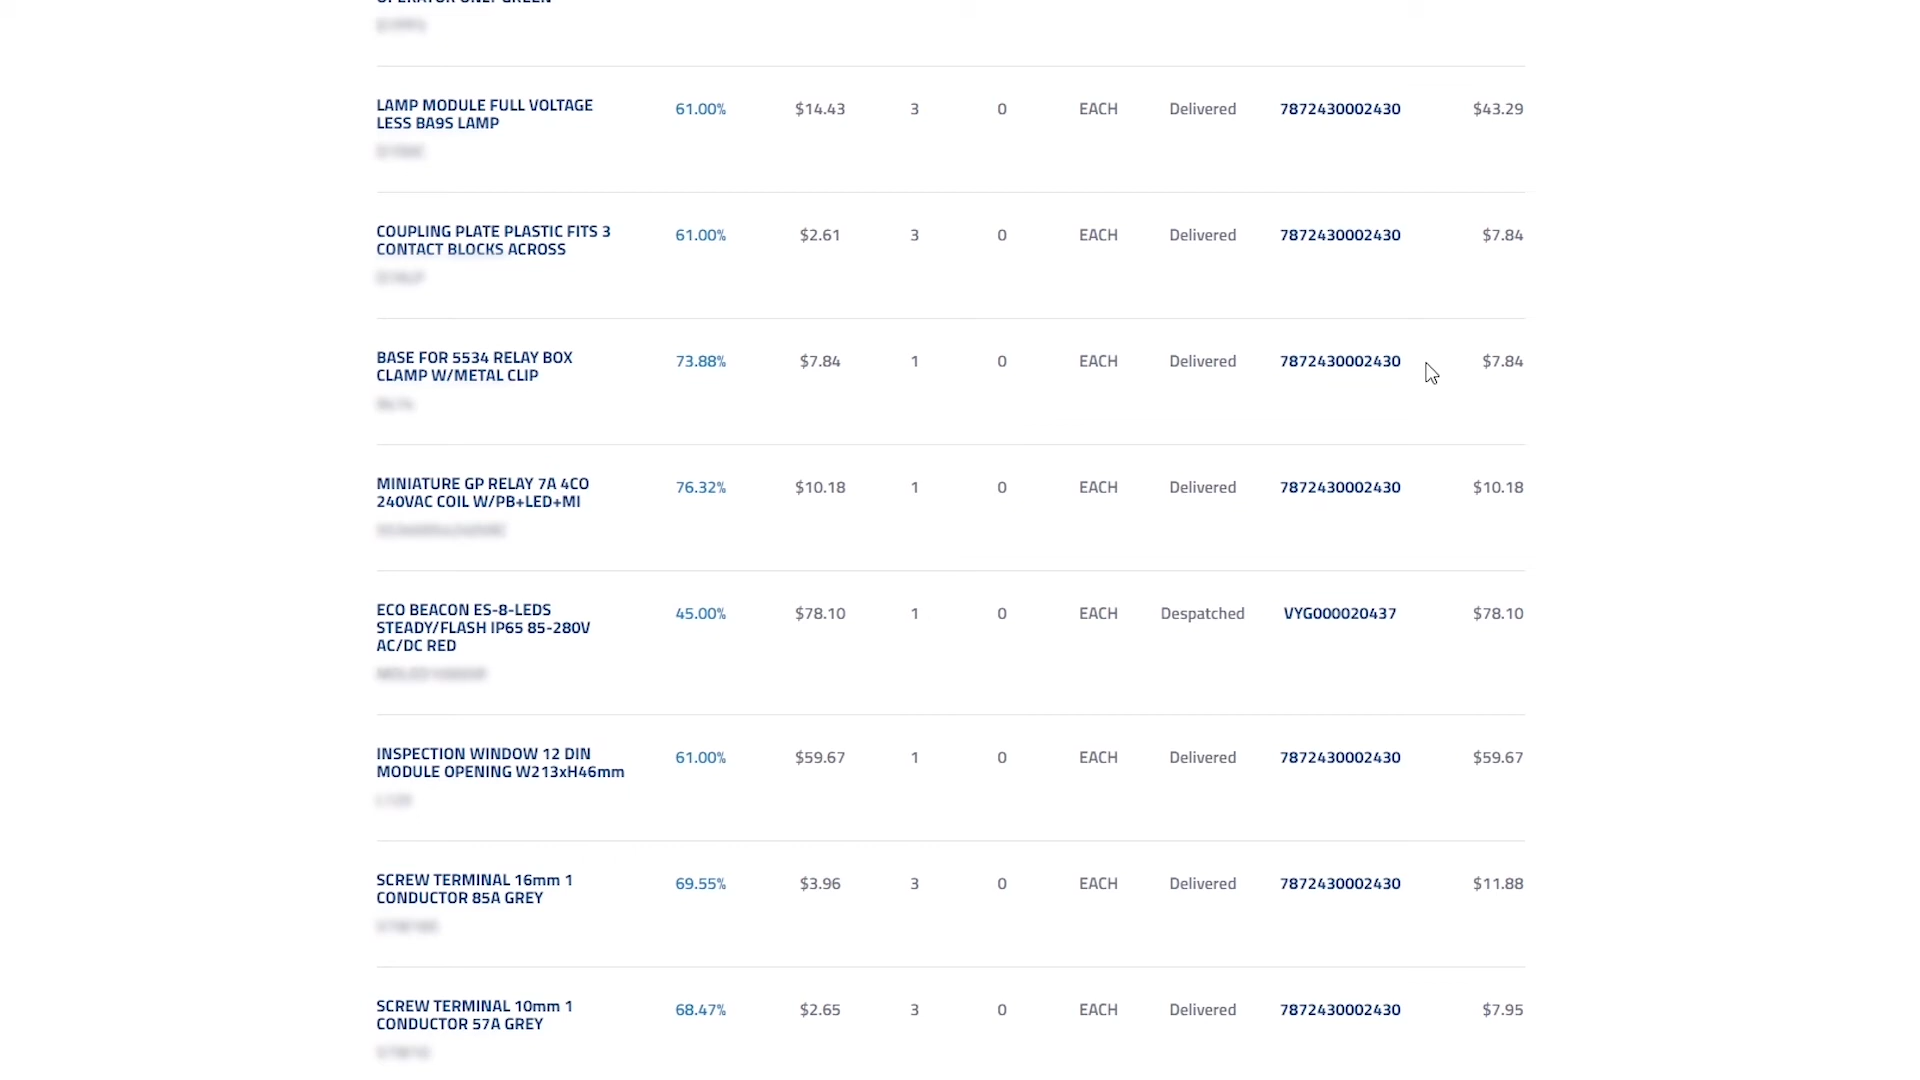 LAMP MODULE FULL VOLTAGE
LESS BA9S LAMP
61.00% $14.43 3 0 EACH Delivered 7872430002430 $43.29
COUPLING PLATE PLASTIC FITS 3
CONTACT BLOCKS ACROSS
61.00% $2.61 3 0 EACH Delivered 7872430002430 $7.84
BASE FOR 5534 RELAY BOX
CLAMP W/METAL CLIP
73.88% $7.84 1 0 EACH Delivered 7872430002430 $7.84
MINIATURE GP RELAY 7A 4CO
240VAC COIL W/PB+LED+MI
76.32% $10.18 1 0 EACH Delivered 7872430002430 $10.18
ECO BEACON ES-8-LEDS
STEADY/FLASH IP65 85-280V
AC/DC RED
45.00% $78.10 1 0 EACH Despatched VYG000020437 $78.10
INSPECTION WINDOW 12 DIN
MODULE OPENING W213xH46mm
61.00% $59.67 1 0 EACH Delivered 7872430002430 $59.67
SCREW TERMINAL 16mm 1
CONDUCTOR 85A GREY
69.55% $3.96 3 0 EACH Delivered 7872430002430 $11.88
SCREW TERMINAL 10mm 1
CONDUCTOR 57A GREY
68.47% $2.65 3 0 EACH Delivered 7872430002430 $7.95